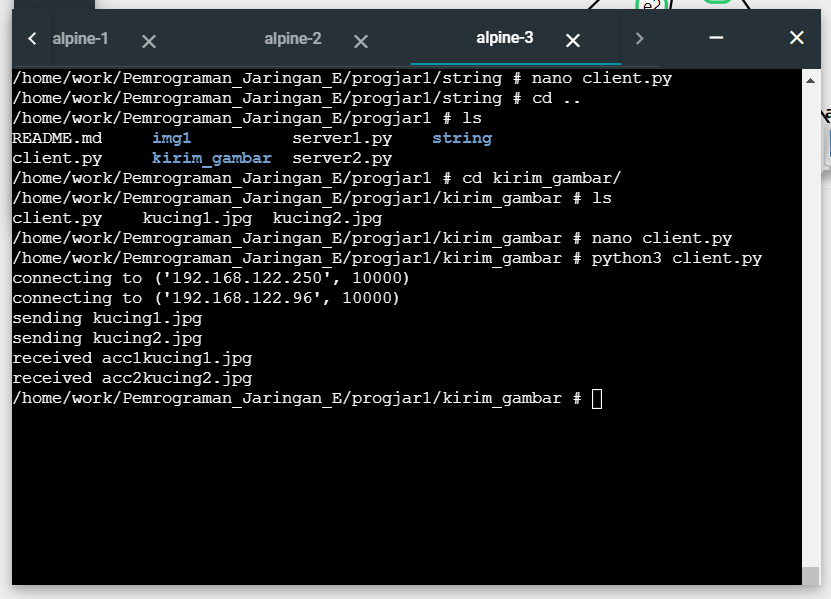 e2
alpine-1 alpine-2 alpine-3
/home/work/Pemrograman_Jaringan_E/progjar1/string # nano client.py
/home/work/Pemrograman_Jaringan_E/progjar1/string # cd ..
/home/work/Pemrograman_Jaringan_E/progjar1 # ls
README.md img1 server1.py string
client.py kirim_gambar server2.py
/home/work/Pemrograman_Jaringan_E/progjar1 # cd kirim_gambar/
/home/work/Pemrograman_Jaringan_E/progjar1/kirim_gambar # ls
client.py kucing1.jpg kucing2.jpg
/home/work/Pemrograman_Jaringan_E/progjar1/kirim_gambar # nano client.py
/home/work/Pemrograman_Jaringan_E/progjar1/kirim_gambar # python3 client.py
connecting to ('192.168.122.250', 10000)
connecting to ('192.168.122.96', 10000)
sending kucing1.jpg
sending kucing2.jpg
received acc1kucing1.jpg
received acc2kucing2.jpg
/home/work/Pemrograman_Jaringan_E/progjar1/kirim_gambar #